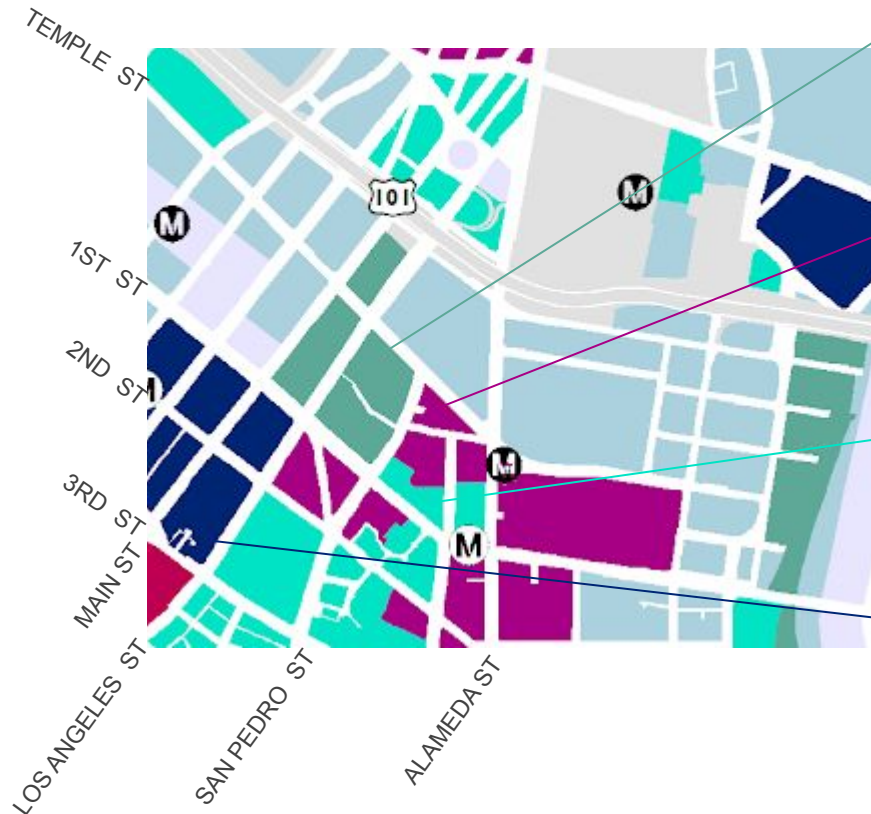 TEMPLE ST
101
M
M
1ST ST
2ND ST
M
M
3RD ST
M
MAIN ST
LOS ANGELES ST
SAN PEDRO ST
ALAMEDA ST